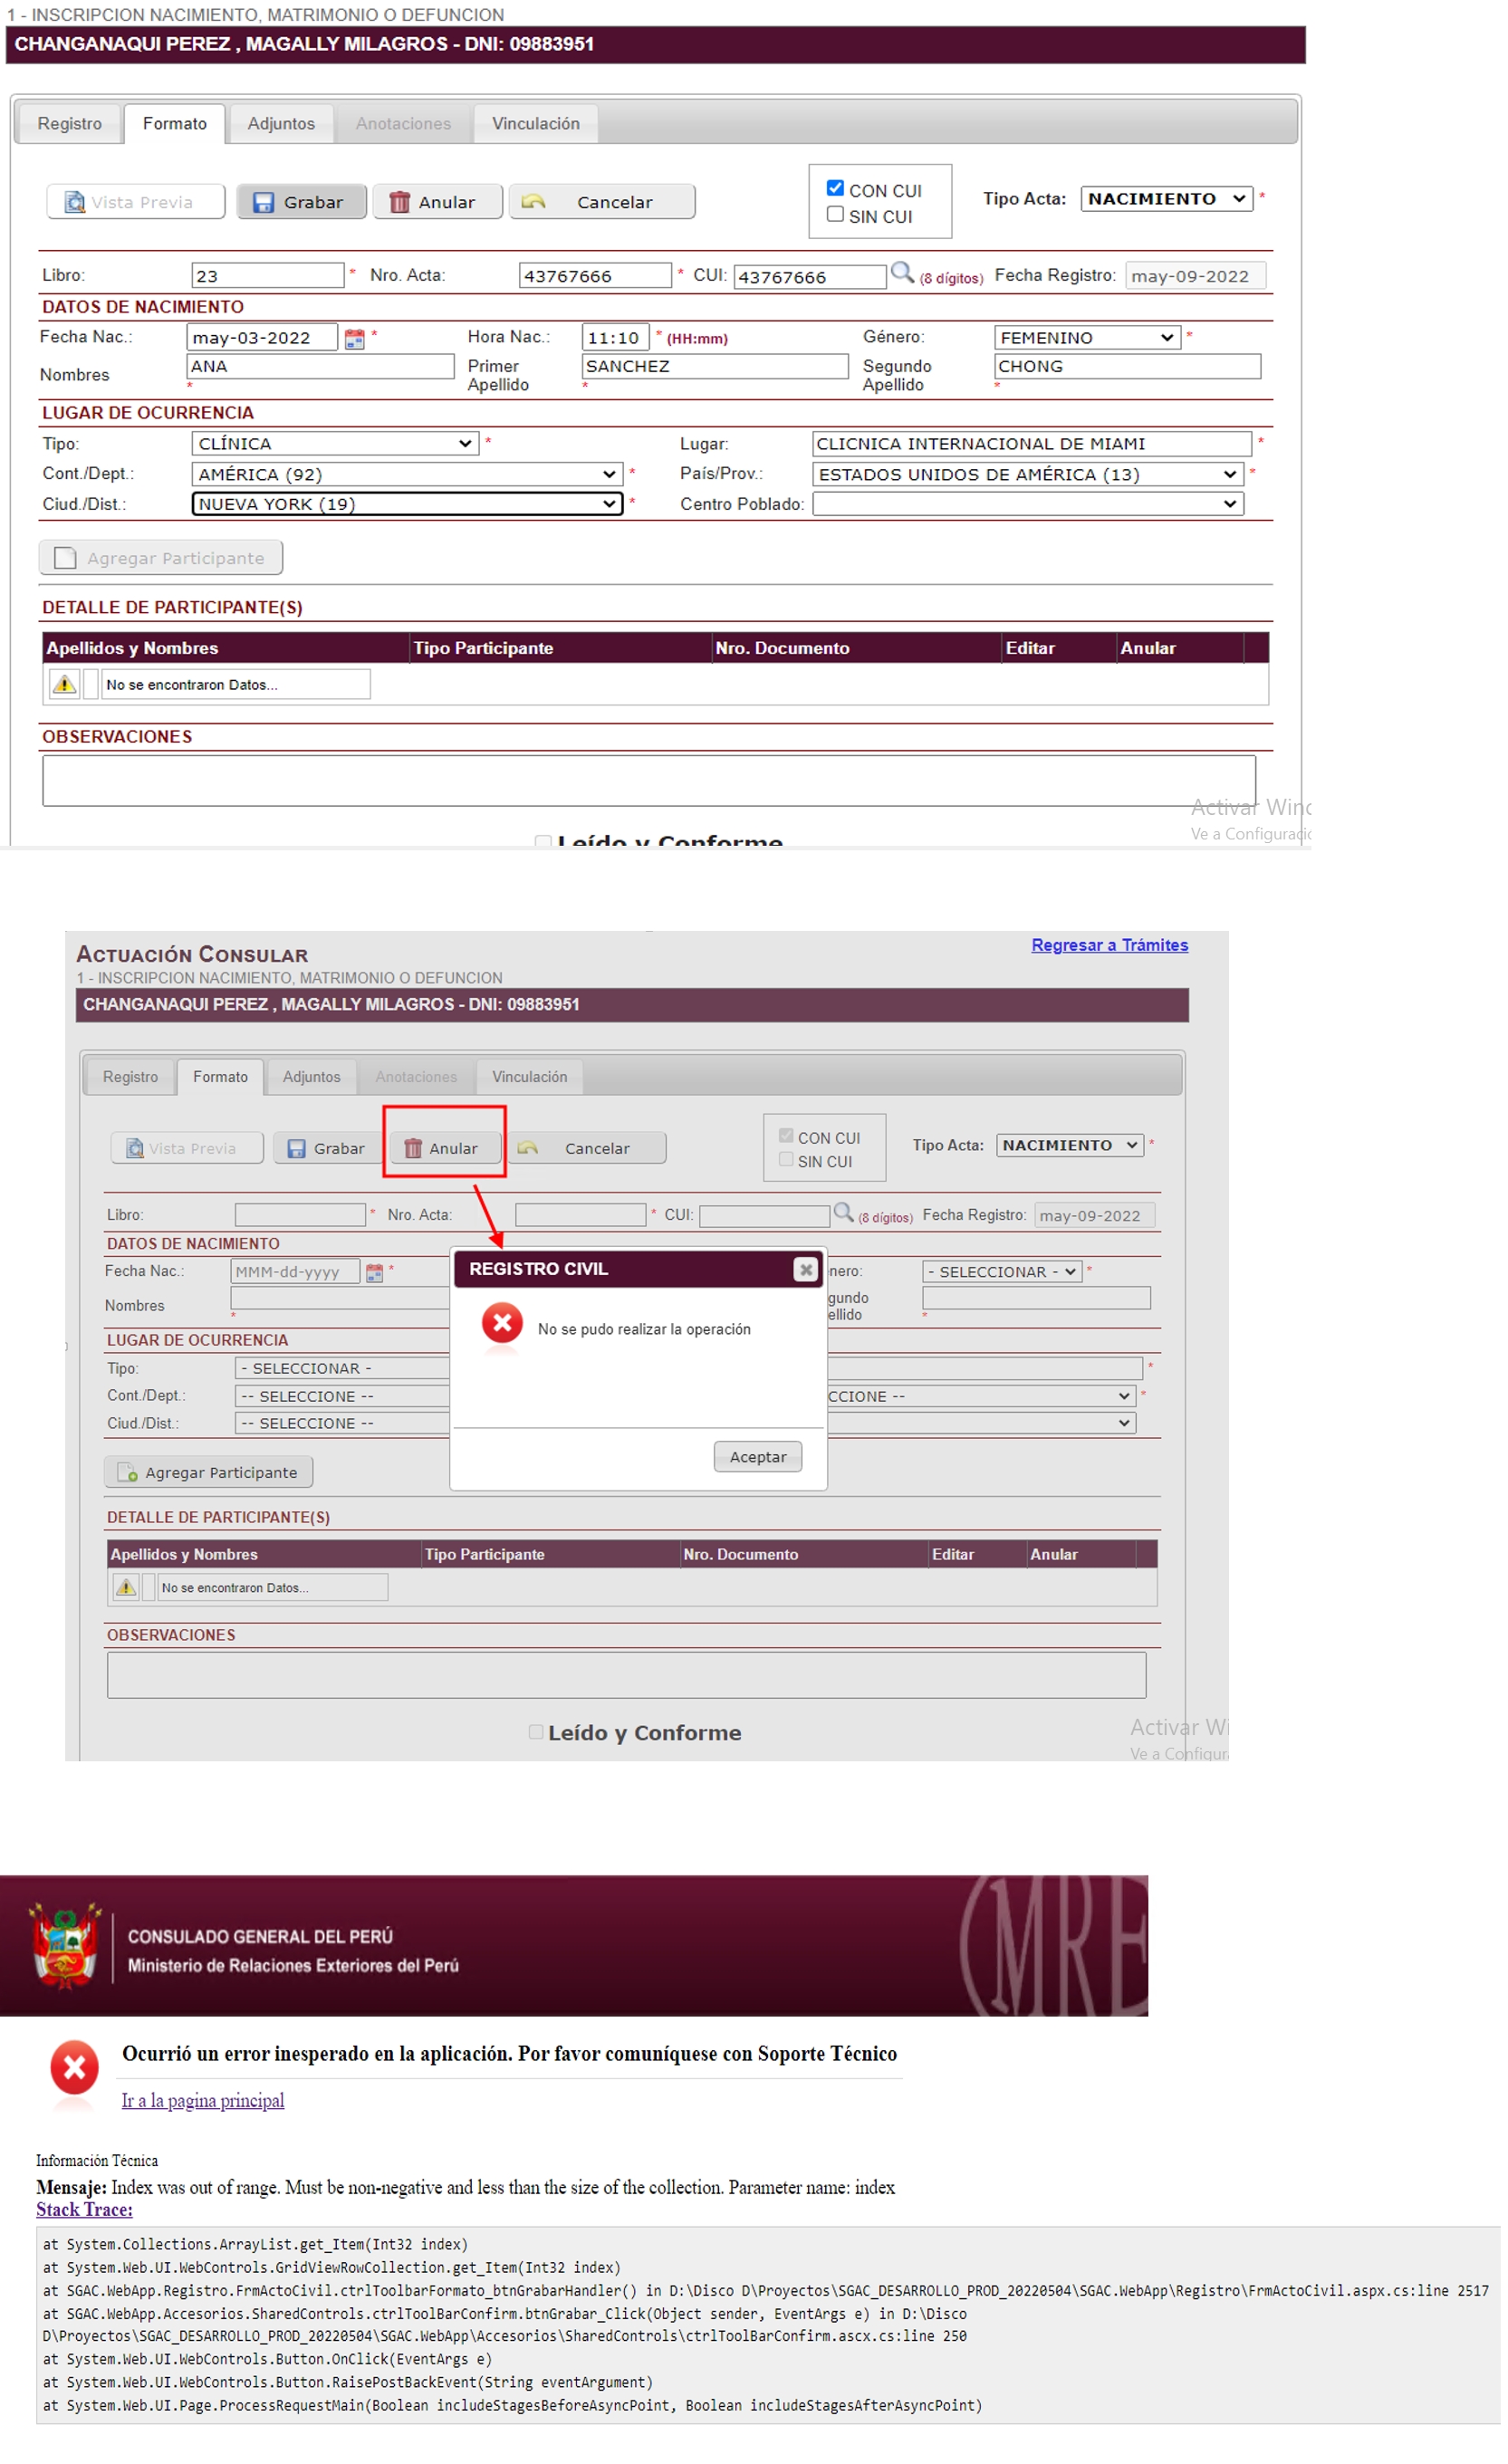 1 - INSCRIPCION NACIMIENTO, MATRIMONIO O DEFUNCION
CHANGANAQUI PEREZ , MAGALLY MILAGROS - DNI: 09883951
Registro Formato Adjuntos Anotaciones Vinculación
Vista Previa Grabar Anular Cancelar CON CUI Tipo Acta: NACIMIENTO *
SIN CUI
Libro: 23 * Nro. Acta: 43767666 * CUI: 43767666 (8 dígitos) Fecha Registro: may-09-2022
DATOS DE NACIMIENTO
Fecha Nac.: may-03-2022 * Hora Nac.: 11:10 * (HH:mm) Género: FEMENINO *
Nombres ANA * Primer Apellido SANCHEZ * Segundo Apellido CHONG *
LUGAR DE OCURRENCIA
Tipo: CLÍNICA * Lugar: CLICNICA INTERNACIONAL DE MIAMI *
Cont./Dept.: AMÉRICA (92) * País/Prov.: ESTADOS UNIDOS DE AMÉRICA (13) *
Ciud./Dist.: NUEVA YORK (19) * Centro Poblado:
Agregar Participante
DETALLE DE PARTICIPANTE(S)
Apellidos y Nombres Tipo Participante Nro. Documento Editar Anular
No se encontraron Datos...
OBSERVACIONES
Activar Wind
Ve a Configuració
Leído y Conforme
ACTUACIÓN CONSULAR Regresar a Trámites
1 - INSCRIPCION NACIMIENTO, MATRIMONIO O DEFUNCION
CHANGANAQUI PEREZ , MAGALLY MILAGROS - DNI: 09883951
Registro Formato Adjuntos Anotaciones Vinculación
Vista Previa Grabar Anular Cancelar CON CUI Tipo Acta: NACIMIENTO *
SIN CUI
Libro: * Nro. Acta: * CUI: (8 dígitos) Fecha Registro: may-09-2022
DATOS DE NACIMIENTO
Fecha Nac.: MMM-dd-yyyy * nero: - SELECCIONAR - *
Nombres * gundo ellido *
LUGAR DE OCURRENCIA
Tipo: - SELECCIONAR - *
Cont./Dept.: -- SELECCIONE -- CCIONE -- *
Ciud./Dist.: -- SELECCIONE --
REGISTRO CIVIL
No se pudo realizar la operación
Aceptar
Agregar Participante
DETALLE DE PARTICIPANTE(S)
Apellidos y Nombres Tipo Participante Nro. Documento Editar Anular
No se encontraron Datos...
OBSERVACIONES
Leído y Conforme
Activar Wi
Ve a Configura
CONSULADO GENERAL DEL PERÚ
Ministerio de Relaciones Exteriores del Perú
(MRE
Ocurrió un error inesperado en la aplicación. Por favor comuníquese con Soporte Técnico
Ir a la pagina principal
Información Técnica
Mensaje: Index was out of range. Must be non-negative and less than the size of the collection. Parameter name: index
Stack Trace:
at System.Collections.ArrayList.get_Item(Int32 index)
at System.Web.UI.WebControls.GridViewRowCollection.get_Item(Int32 index)
at SGAC.WebApp.Registro.FrmActoCivil.ctrlToolbarFormato_btnGrabarHandler() in D:\Disco D\Proyectos\SGAC_DESARROLLO_PROD_20220504\SGAC.WebApp\Registro\FrmActoCivil.aspx.cs:line 2517
at SGAC.WebApp.Accesorios.SharedControls.ctrlToolBarConfirm.btnGrabar_Click(Object sender, EventArgs e) in D:\Disco
D\Proyectos\SGAC_DESARROLLO_PROD_20220504\SGAC.WebApp\Accesorios\SharedControls\ctrlToolBarConfirm.ascx.cs:line 250
at System.Web.UI.WebControls.Button.OnClick(EventArgs e)
at System.Web.UI.WebControls.Button.RaisePostBackEvent(String eventArgument)
at System.Web.UI.Page.ProcessRequestMain(Boolean includeStagesBeforeAsyncPoint, Boolean includeStagesAfterAsyncPoint)